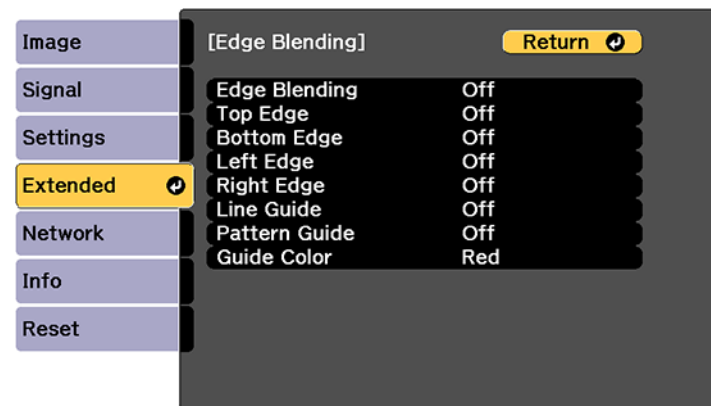 Image
Signal
Settings
Extended
Network
Info
Reset
[Edge Blending]
Return
Edge Blending Off
Top Edge Off
Bottom Edge Off
Left Edge Off
Right Edge Off
Line Guide Off
Pattern Guide Off
Guide Color Red